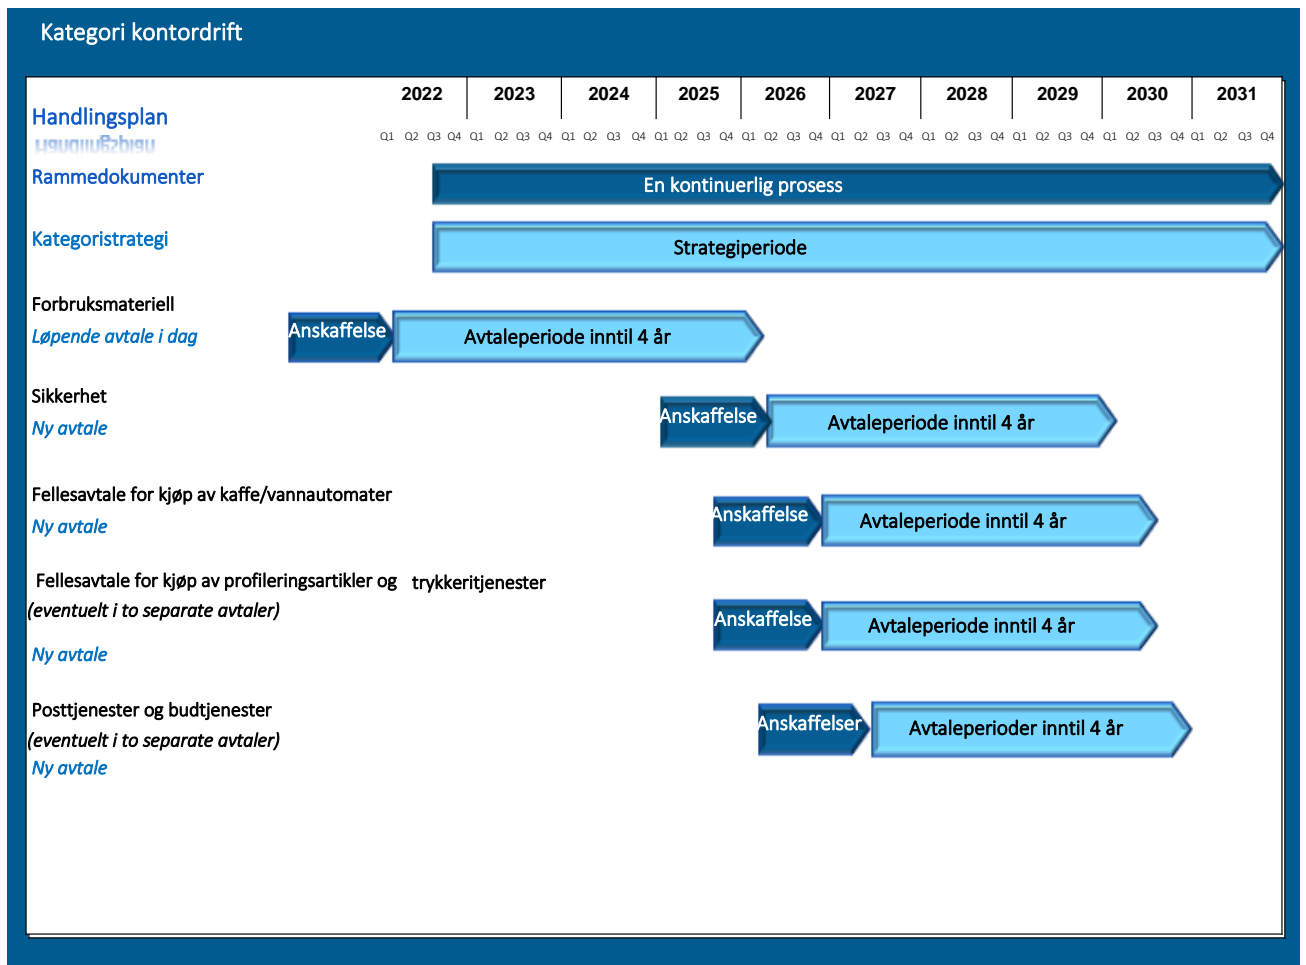 Kategori kontordrift
2022 2023 2024 2025 2026 2027 2028 2029 2030 2031
Handlingsplan
Q1 Q2 Q3 Q4 Q1 Q2 Q3 Q4 Q1 Q2 Q3 Q4 Q1 Q2 Q3 Q4 Q1 Q2 Q3 Q4 Q1 Q2 Q3 Q4 Q1 Q2 Q3 Q4 Q1 Q2 Q3 Q4 Q1 Q2 Q3 Q4 Q1 Q2 Q3 Q4
Rammedokumenter
En kontinuerlig prosess
Kategoristrategi
Strategiperiode
Forbruksmateriell
Løpende avtale i dag
Anskaffelse
Avtaleperiode inntil 4 år
Sikkerhet
Ny avtale
Anskaffelse
Avtaleperiode inntil 4 år
Fellesavtale for kjøp av kaffe/vannautomater
Ny avtale
Anskaffelse
Avtaleperiode inntil 4 år
Fellesavtale for kjøp av profileringsartikler og trykkeritjenester
(eventuelt i to separate avtaler)
Ny avtale
Anskaffelse
Avtaleperiode inntil 4 år
Posttjenester og budtjenester
(eventuelt i to separate avtaler)
Ny avtale
Anskaffelser
Avtaleperioder inntil 4 år